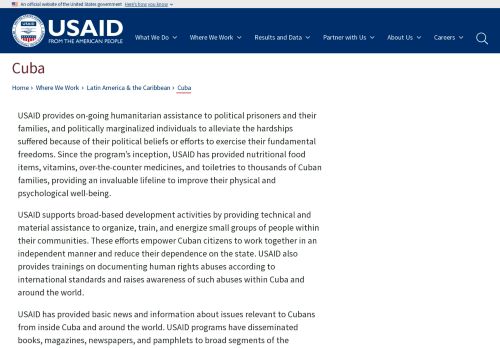 An official website of the United States government Here's how you know
USAID
FROM THE AMERICAN PEOPLE
What We Do Where We Work Results and Data Partner with Us About Us Careers
Cuba
Home › Where We Work › Latin America & the Caribbean › Cuba
USAID provides on-going humanitarian assistance to political prisoners and their
families, and politically marginalized individuals to alleviate the hardships
suffered because of their political beliefs or efforts to exercise their fundamental
freedoms. Since the program's inception, USAID has provided nutritional food
items, vitamins, over-the-counter medicines, and toiletries to thousands of Cuban
families, providing an invaluable lifeline to improve their physical and
psychological well-being.
USAID supports broad-based development activities by providing technical and
material assistance to organize, train, and energize small groups of people within
their communities. These efforts empower Cuban citizens to work together in an
independent manner and reduce their dependence on the state. USAID also
provides trainings on documenting human rights abuses according to
international standards and raises awareness of such abuses within Cuba and
around the world.
USAID has provided basic news and information about issues relevant to Cubans
from inside Cuba and around the world. USAID programs have disseminated
books, magazines, newspapers, and pamphlets to broad segments of the